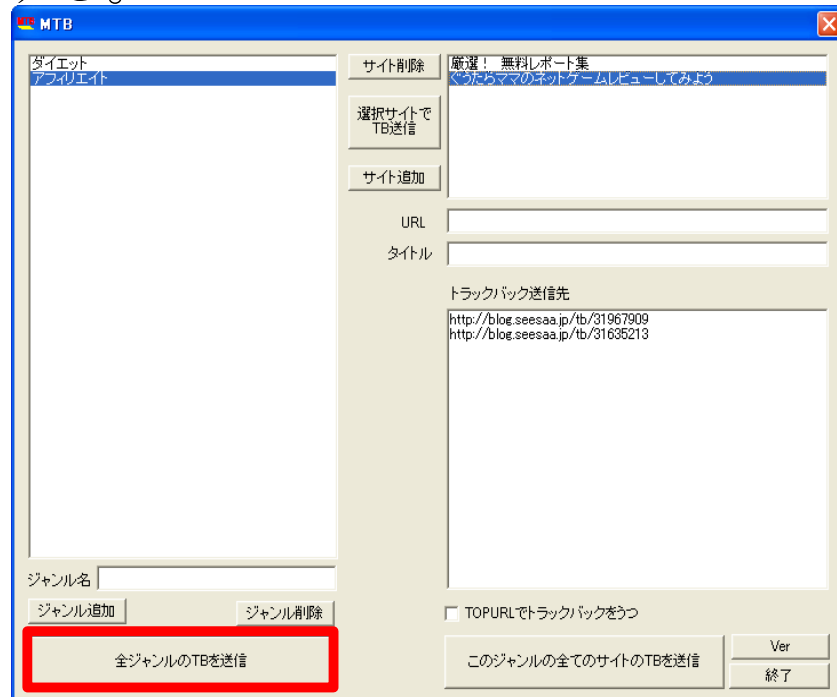 MTB
ダイエット
アフィリエイト
サイト削除
選択サイトで
TB送信
サイト追加
厳選! 無料レポート集
ぐうたらママのネットゲームレビューしてみよう
URL
タイトル
トラックバック送信先
http://blog.seesaa.jp/tb/31967909
http://blog.seesaa.jp/tb/31635213
ジャンル名
ジャンル追加
ジャンル削除
TOPURLでトラックバックをうつ
全ジャンルのTBを送信
このジャンルの全てのサイトのTBを送信
Ver
終了